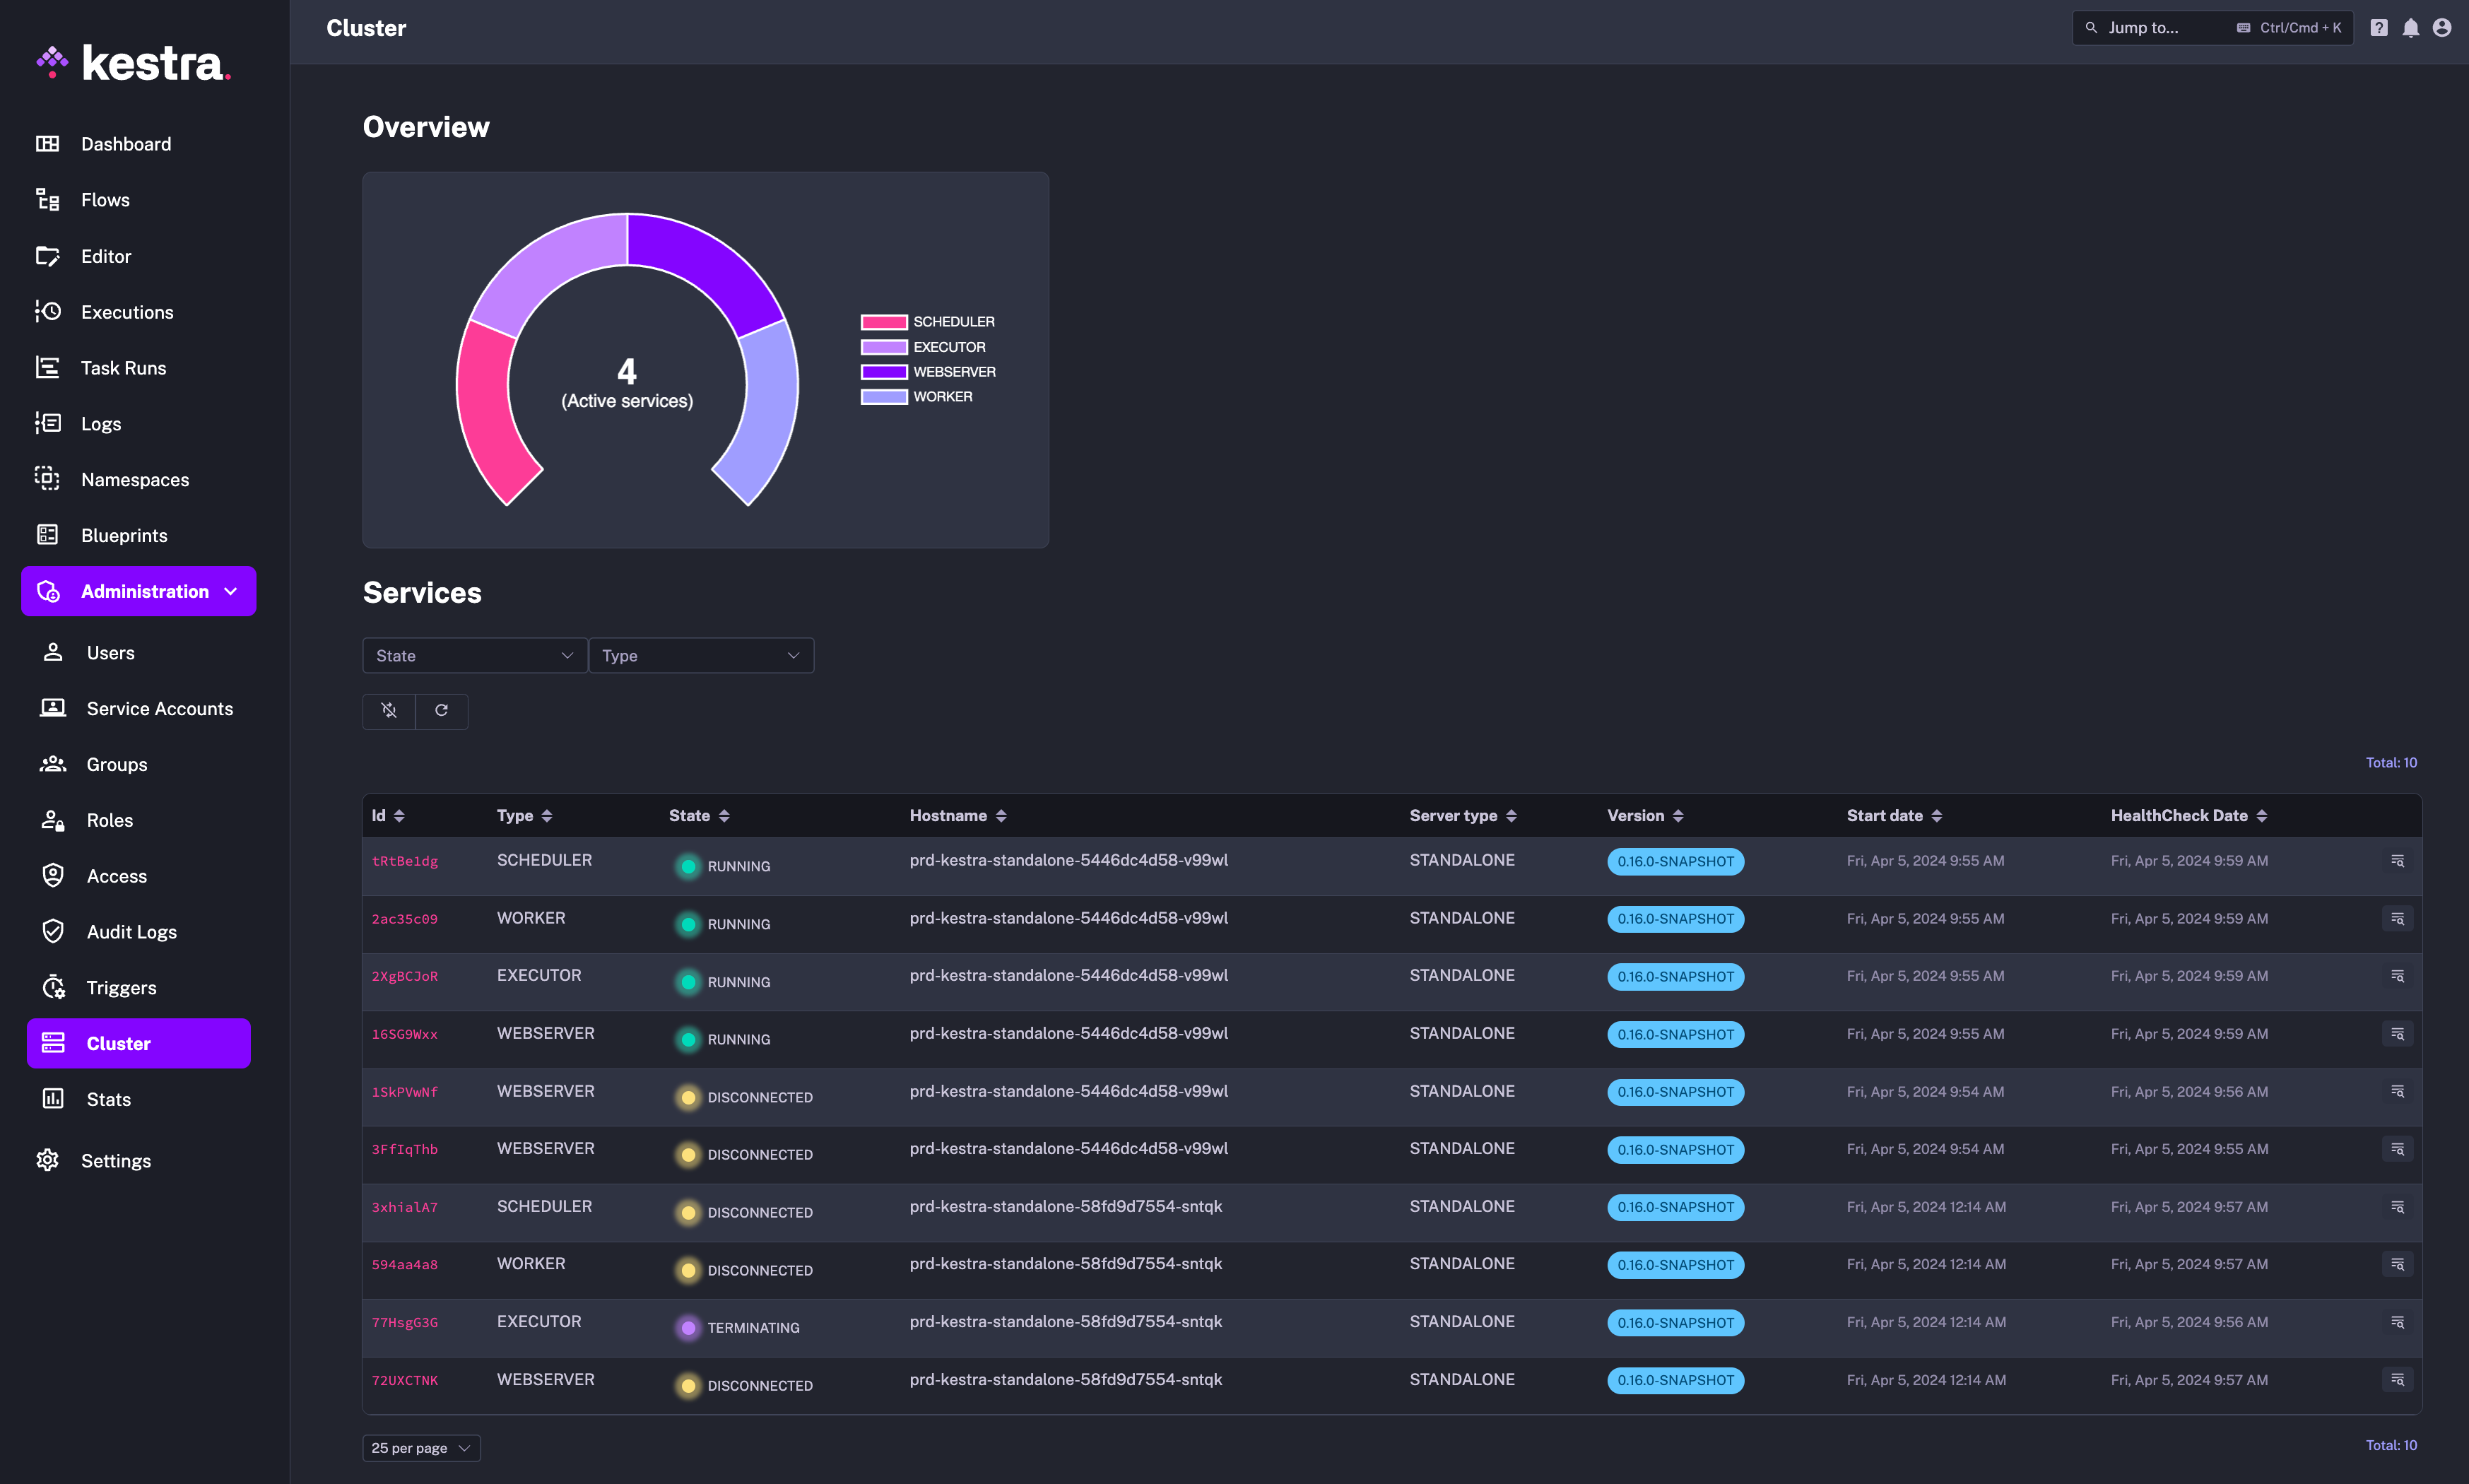 kestra.
Cluster
Jump to...
Ctrl/Cmd + K
Dashboard
Flows
Editor
Executions
Task Runs
Logs
Namespaces
Blueprints
Administration
Users
Service Accounts
Groups
Roles
Access
Audit Logs
Triggers
Cluster
Stats
Settings
Overview
4
(Active services)
SCHEDULER
EXECUTOR
WEBSERVER
WORKER
Services
State Type
Total: 10
Id Type State Hostname Server type Version Start date HealthCheck Date
tRtBe1dg SCHEDULER RUNNING prd-kestra-standalone-5446dc4d58-v99wl STANDALONE 0.16.0-SNAPSHOT Fri, Apr 5, 2024 9:55 AM Fri, Apr 5, 2024 9:59 AM
2ac35c09 WORKER RUNNING prd-kestra-standalone-5446dc4d58-v99wl STANDALONE 0.16.0-SNAPSHOT Fri, Apr 5, 2024 9:55 AM Fri, Apr 5, 2024 9:59 AM
2XgBCJoR EXECUTOR RUNNING prd-kestra-standalone-5446dc4d58-v99wl STANDALONE 0.16.0-SNAPSHOT Fri, Apr 5, 2024 9:55 AM Fri, Apr 5, 2024 9:59 AM
16SG9Wxx WEBSERVER RUNNING prd-kestra-standalone-5446dc4d58-v99wl STANDALONE 0.16.0-SNAPSHOT Fri, Apr 5, 2024 9:55 AM Fri, Apr 5, 2024 9:59 AM
1SkPVwNf WEBSERVER DISCONNECTED prd-kestra-standalone-5446dc4d58-v99wl STANDALONE 0.16.0-SNAPSHOT Fri, Apr 5, 2024 9:54 AM Fri, Apr 5, 2024 9:56 AM
3FfIqThb WEBSERVER DISCONNECTED prd-kestra-standalone-5446dc4d58-v99wl STANDALONE 0.16.0-SNAPSHOT Fri, Apr 5, 2024 9:54 AM Fri, Apr 5, 2024 9:55 AM
3xhialA7 SCHEDULER DISCONNECTED prd-kestra-standalone-58fd9d7554-sntqk STANDALONE 0.16.0-SNAPSHOT Fri, Apr 5, 2024 12:14 AM Fri, Apr 5, 2024 9:57 AM
594aa4a8 WORKER DISCONNECTED prd-kestra-standalone-58fd9d7554-sntqk STANDALONE 0.16.0-SNAPSHOT Fri, Apr 5, 2024 12:14 AM Fri, Apr 5, 2024 9:57 AM
77HsgG3G EXECUTOR TERMINATING prd-kestra-standalone-58fd9d7554-sntqk STANDALONE 0.16.0-SNAPSHOT Fri, Apr 5, 2024 12:14 AM Fri, Apr 5, 2024 9:56 AM
72UXCTNK WEBSERVER DISCONNECTED prd-kestra-standalone-58fd9d7554-sntqk STANDALONE 0.16.0-SNAPSHOT Fri, Apr 5, 2024 12:14 AM Fri, Apr 5, 2024 9:57 AM
25 per page
Total: 10